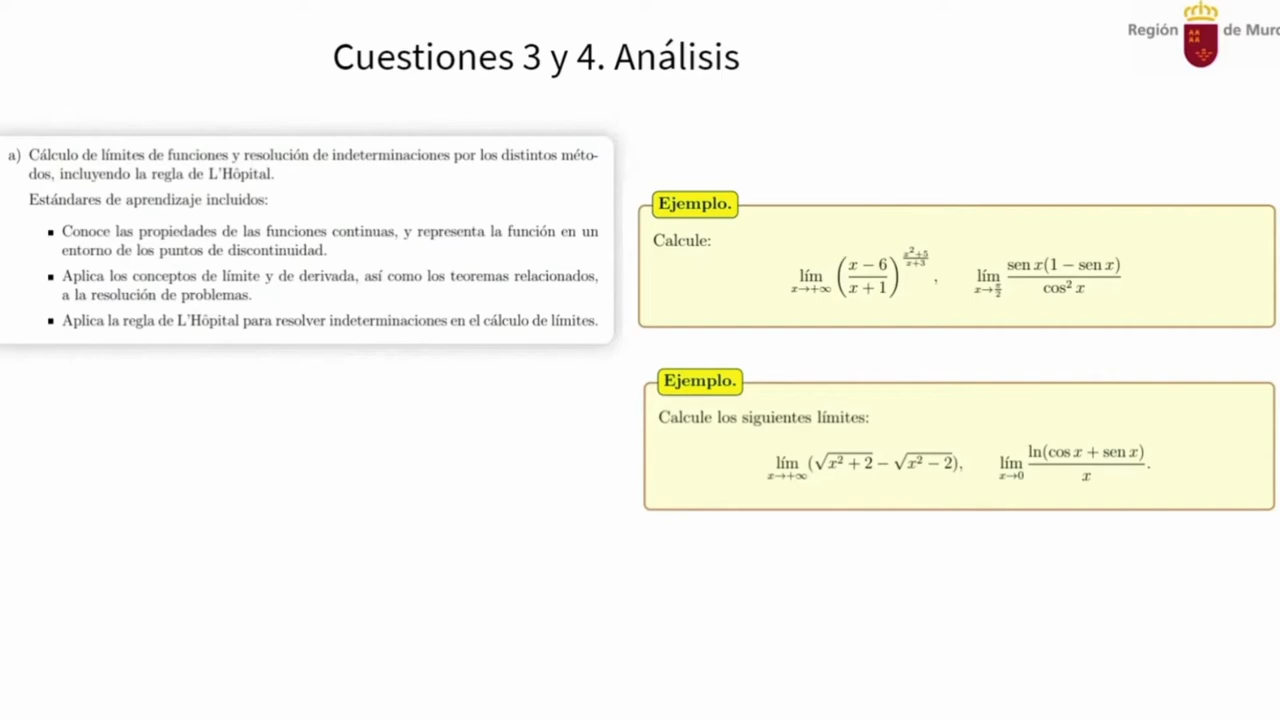 Región de Murc
Cuestiones 3 y 4. Análisis
a) Cálculo de límites de funciones y resolución de indeterminaciones por los distintos méto-
dos, incluyendo la regla de L'Hôpital.
Estándares de aprendizaje incluidos:
▪ Conoce las propiedades de las funciones continuas, y representa la función en un
entorno de los puntos de discontinuidad.
▪ Aplica los conceptos de límite y de derivada, así como los teoremas relacionados,
a la resolución de problemas.
▪ Aplica la regla de L'Hôpital para resolver indeterminaciones en el cálculo de límites.
Ejemplo.
Calcule:
lím_{x→+∞} ((x − 6)/(x + 1))^{(x²+5)/(x+3)}, lím_{x→π/2} (sen x(1 − sen x))/(cos² x)
Ejemplo.
Calcule los siguientes límites:
lím_{x→+∞} (√(x² + 2) − √(x² − 2)), lím_{x→0} (ln(cos x + sen x))/x.